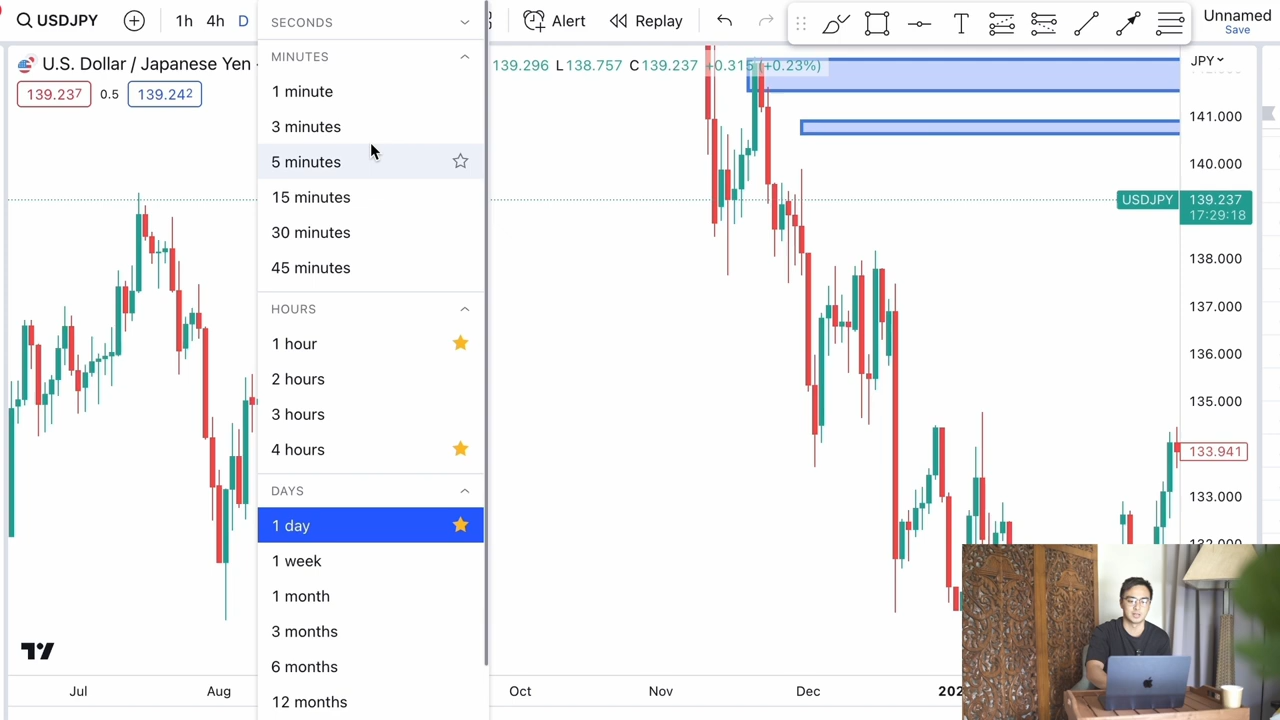 USDJPY
1h 4h D
Alert
Replay
Unnamed
Save
U.S. Dollar / Japanese Yen
139.296 L138.757 C139.237 +0.315 (+0.23%)
JPY
139.237
0.5
139.242
SECONDS
MINUTES
1 minute
3 minutes
5 minutes
15 minutes
30 minutes
45 minutes
HOURS
1 hour
2 hours
3 hours
4 hours
DAYS
1 day
1 week
1 month
3 months
6 months
12 months
141.000
140.000
USDJPY
139.237
17:29:18
138.000
137.000
136.000
135.000
133.941
133.000
Jul
Aug
Oct
Nov
Dec